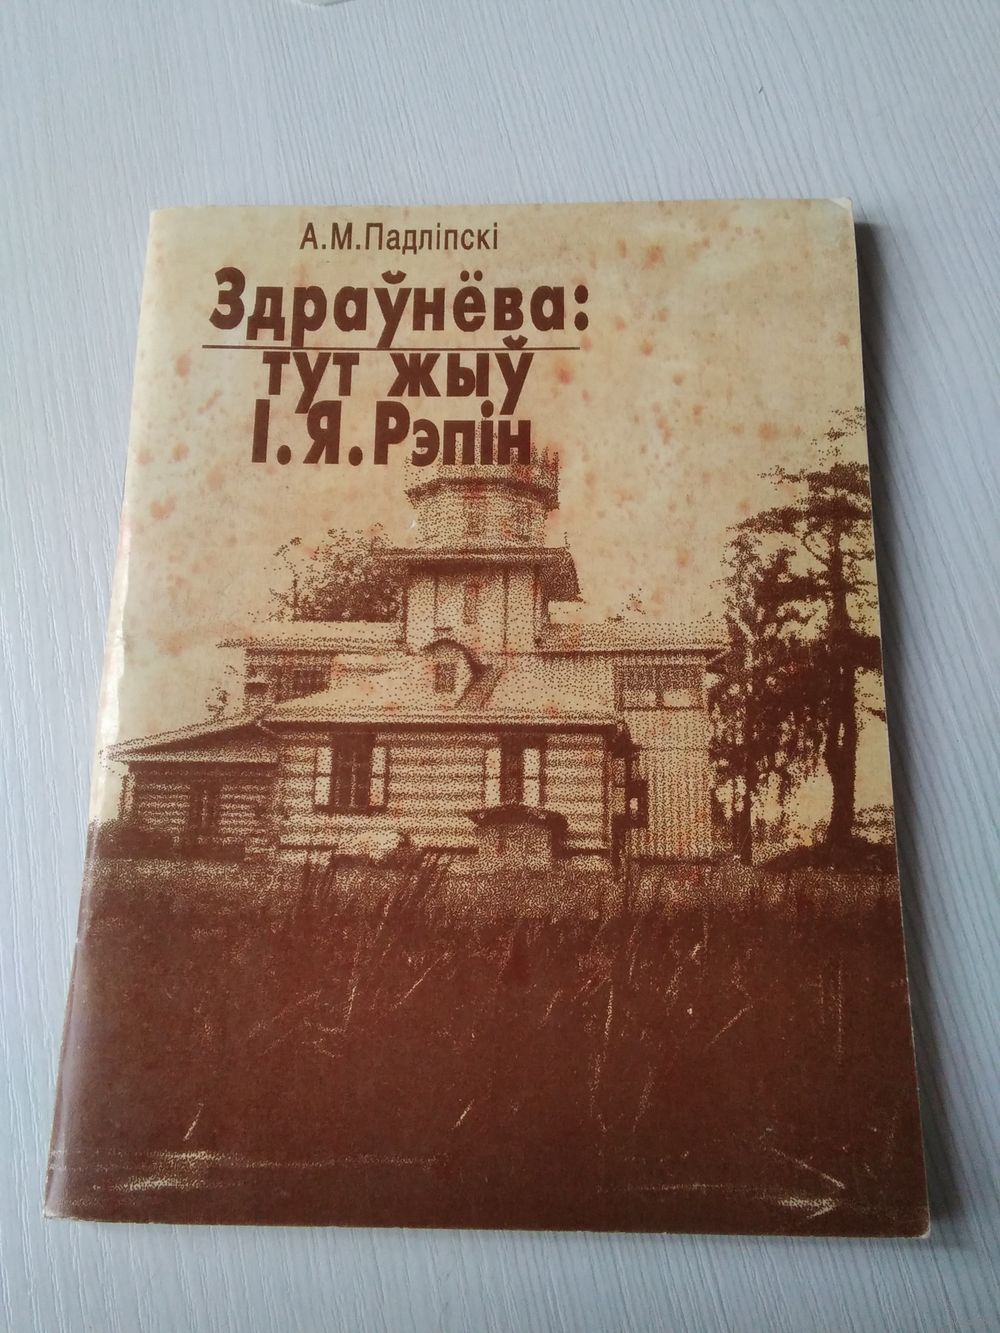 А.М.Падліпскі
Здраўнёва:
тут жыў
І.Я.Рэпін